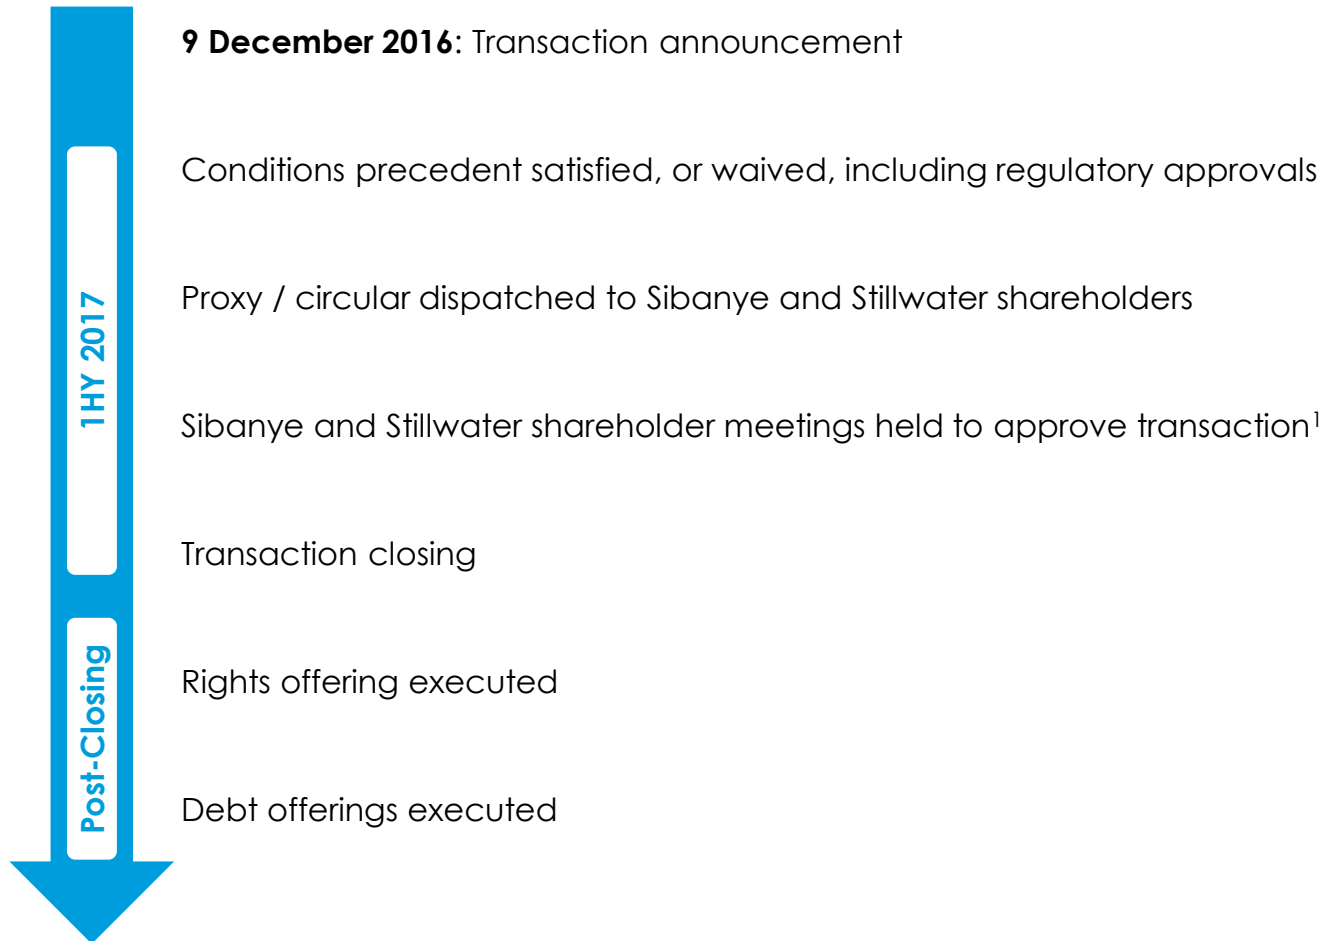 9 December 2016: Transaction announcement
Conditions precedent satisfied, or waived, including regulatory approvals
Proxy / circular dispatched to Sibanye and Stillwater shareholders
1HY 2017
Sibanye and Stillwater shareholder meetings held to approve transaction1
Transaction closing
Rights offering executed
Post-Closing
Debt offerings executed